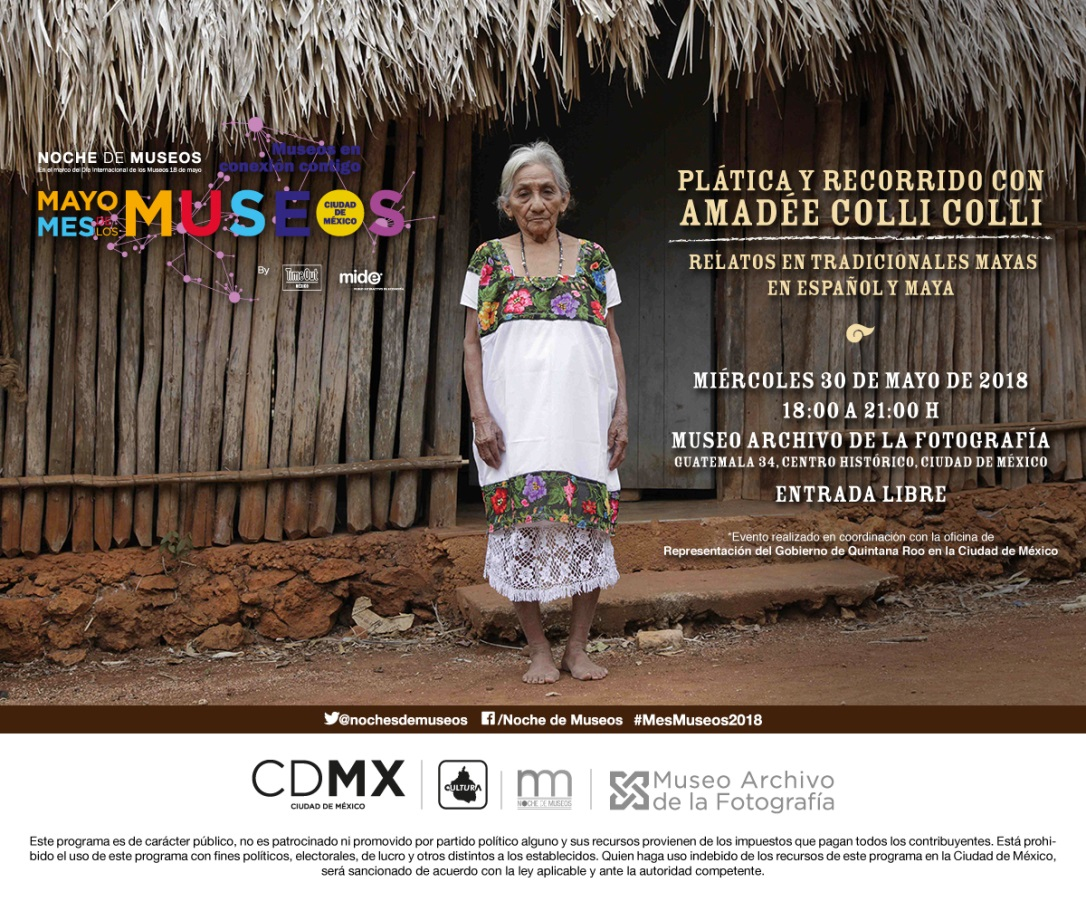 NOCHE DE MUSEOS
En el marco del Día Internacional de los Museos 18 de mayo
Museos en
conexión contigo
MAYO
MES DE LOS
MUSEOS
CIUDAD
DE
MÉXICO
By
TimeOut
MÉXICO
mide
PLÁTICA Y RECORRIDO CON
AMADÉE COLLI COLLI
RELATOS EN TRADICIONALES MAYAS
EN ESPAÑOL Y MAYA
MIÉRCOLES 30 DE MAYO DE 2018
18:00 A 21:00 H
MUSEO ARCHIVO DE LA FOTOGRAFÍA
GUATEMALA 34, CENTRO HISTÓRICO, CIUDAD DE MÉXICO
ENTRADA LIBRE
*Evento realizado en coordinación con la oficina de
Representación del Gobierno de Quintana Roo en la Ciudad de México
@nochesdemuseos /Noche de Museos #MesMuseos2018
CDMX
CIUDAD DE MÉXICO
CULTURA
nm
NOCHE DE MUSEOS
Museo Archivo
de la Fotografía
Este programa es de carácter público, no es patrocinado ni promovido por partido político alguno y sus recursos provienen de los impuestos que pagan todos los contribuyentes. Está prohi-
bido el uso de este programa con fines políticos, electorales, de lucro y otros distintos a los establecidos. Quien haga uso indebido de los recursos de este programa en la Ciudad de México,
será sancionado de acuerdo con la ley aplicable y ante la autoridad competente.